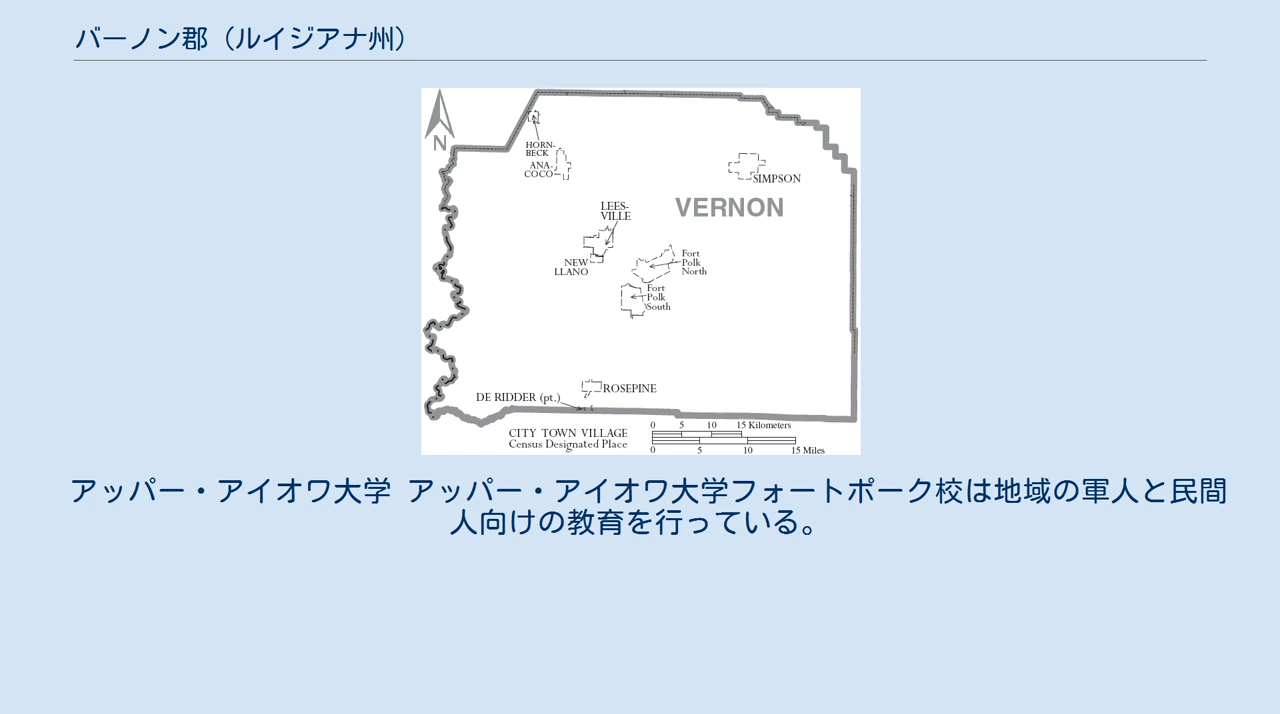 バーノン郡（ルイジアナ州）
N
HORN-
BECK
ANA-
COCO
SIMPSON
VERNON
LEES-
VILLE
NEW
LLANO
Fort
Polk
North
Fort
Polk
South
ROSEPINE
DE RIDDER (pt.)
CITY TOWN VILLAGE
Census Designated Place
0 5 10 15 Kilometers
0 5 10 15 Miles
アッパー・アイオワ大学 アッパー・アイオワ大学フォートポーク校は地域の軍人と民間
人向けの教育を行っている。